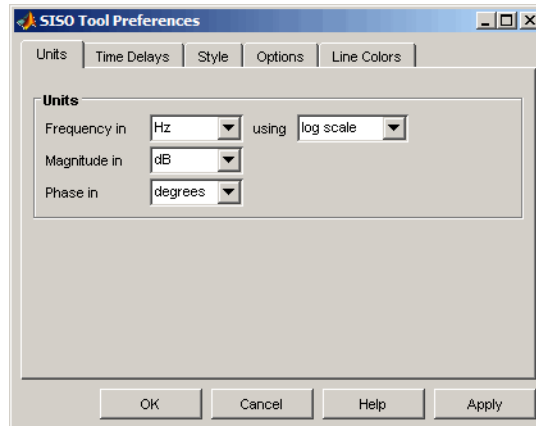 SISO Tool Preferences
Units Time Delays Style Options Line Colors
Units
Frequency in Hz using log scale
Magnitude in dB
Phase in degrees
OK Cancel Help Apply